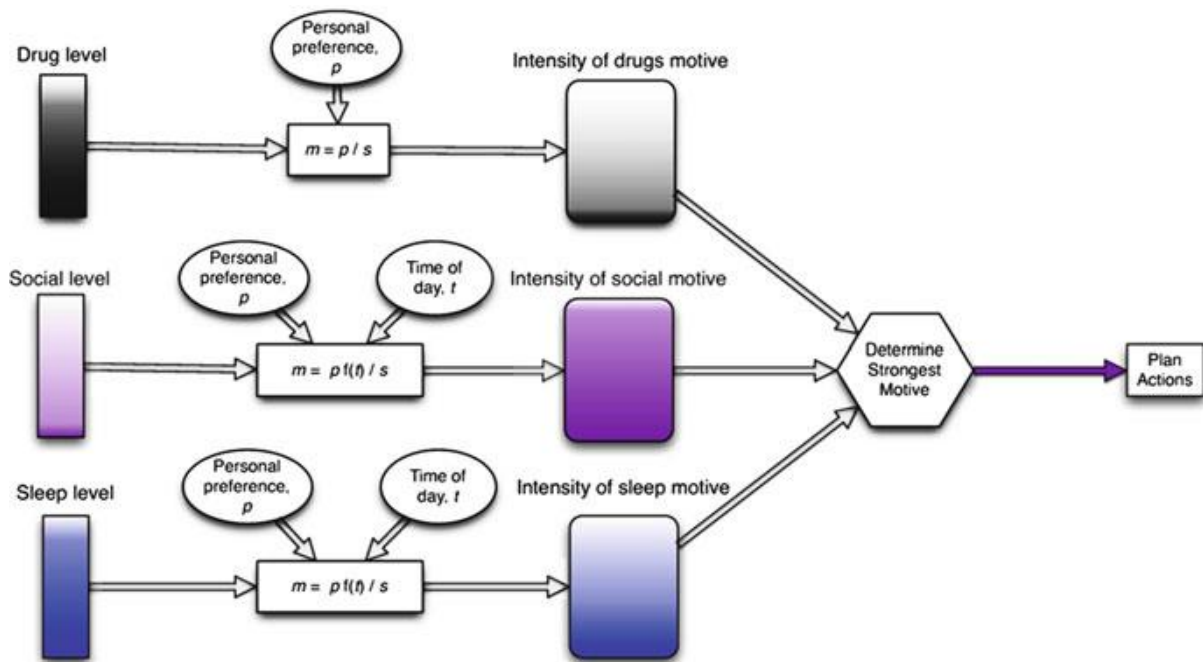 Personal
preference,
p
Drug level
Intensity of drugs motive
m = p / s
Social level
Personal
preference,
p
Time of
day, t
Intensity of social motive
m = p f(t) / s
Determine
Strongest
Motive
Plan
Actions
Sleep level
Personal
preference,
p
Time of
day, t
Intensity of sleep motive
m = p f(t) / s